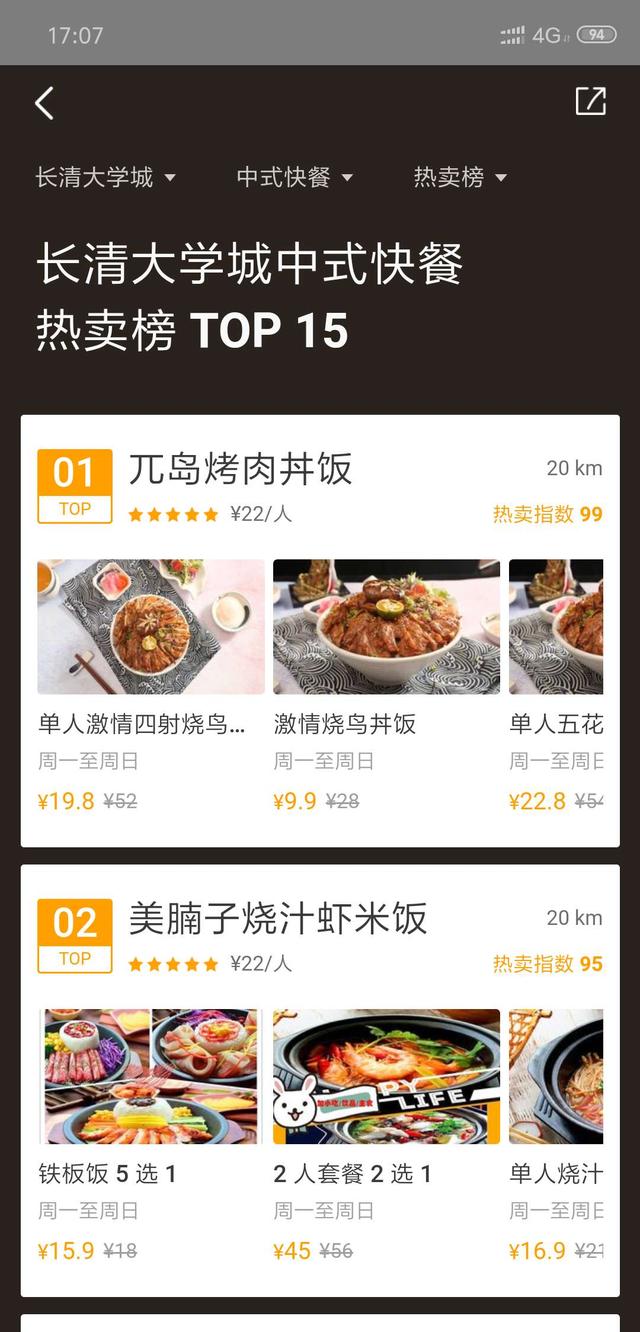 17:07
4G
94
长清大学城
中式快餐
热卖榜
长清大学城中式快餐
热卖榜 TOP 15
01
TOP
兀岛烤肉丼饭
20 km
¥22/人
热卖指数 99
单人激情四射烧鸟...
激情烧鸟丼饭
单人五花
周一至周日
周一至周日
周一至周日
¥19.8 ¥52
¥9.9 ¥28
¥22.8 ¥54
02
TOP
美腩子烧汁虾米饭
20 km
¥22/人
热卖指数 95
PY
LIFE
铁板饭 5 选 1
2 人套餐 2 选 1
单人烧汁
周一至周日
周一至周日
周一至周日
¥15.9 ¥18
¥45 ¥56
¥16.9 ¥21